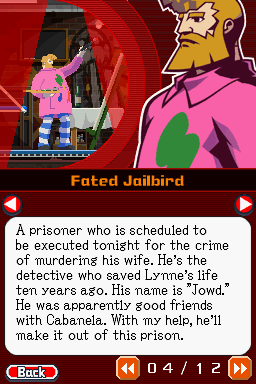 Fated Jailbird
A prisoner who is scheduled to
be executed tonight for the crime
of murdering his wife. He's the
detective who saved Lynne's life
ten years ago. His name is "Jowd."
He was apparently good friends
with Cabanela. With my help, he'll
make it out of this prison.
Back
04/12